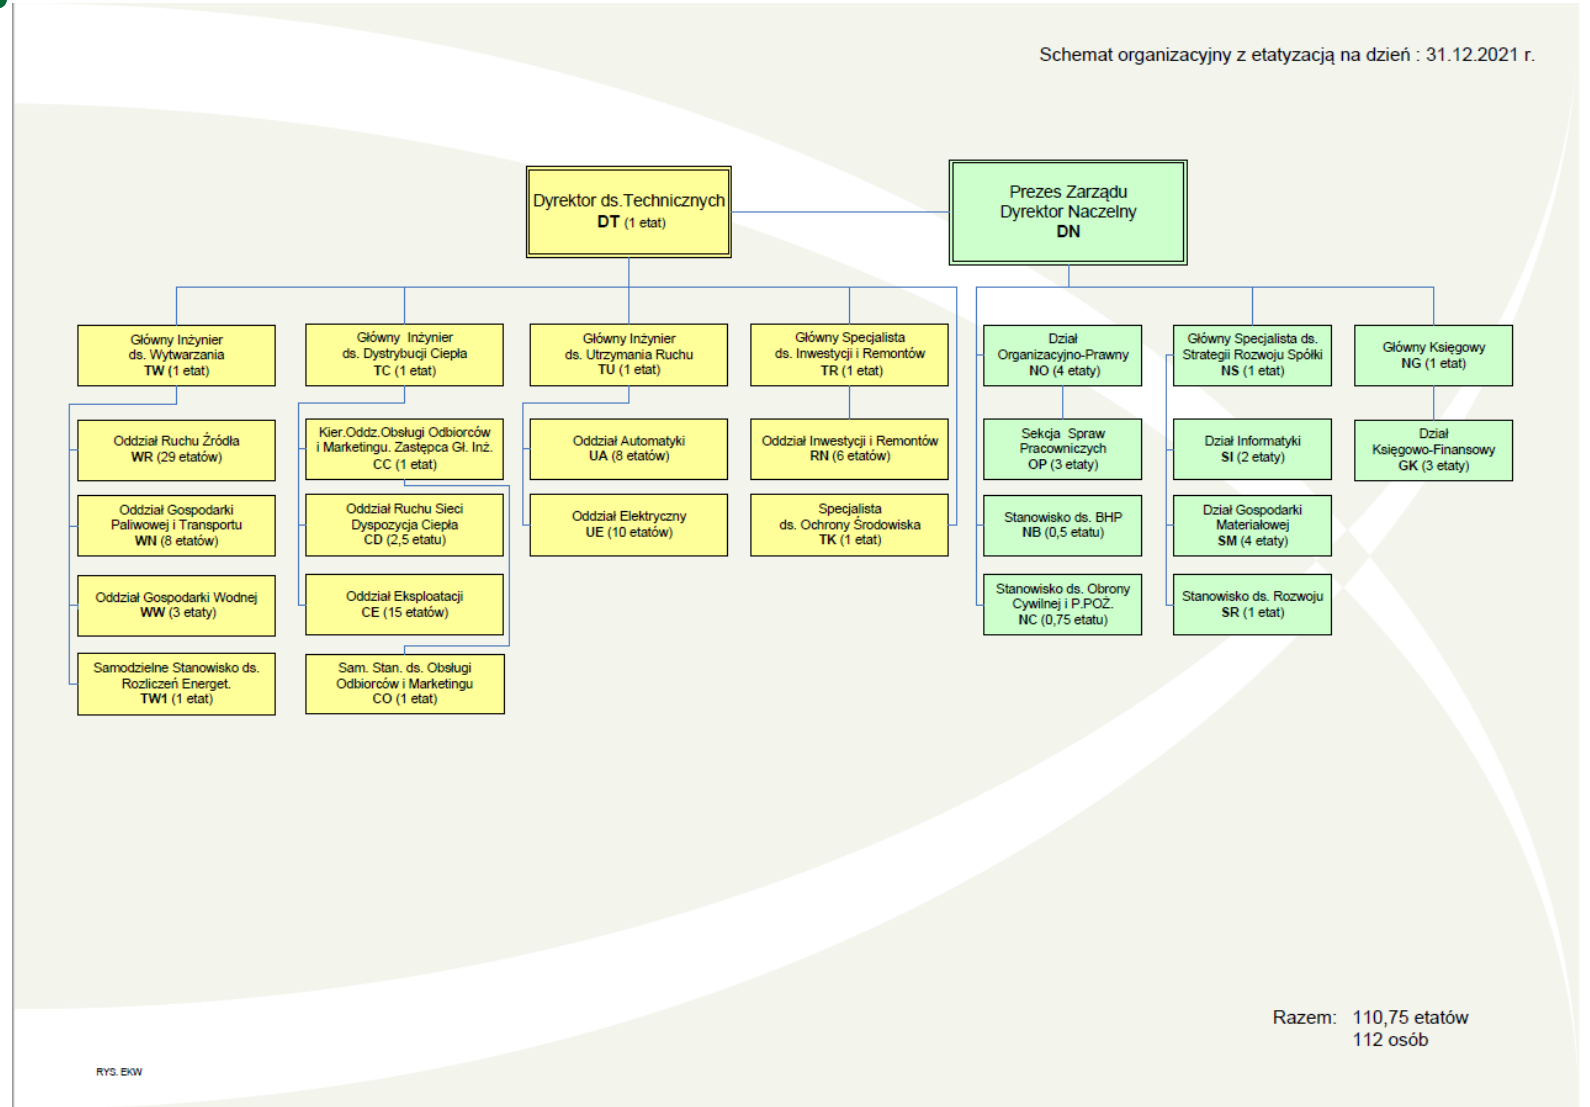 Schemat organizacyjny z etatyzacją na dzień : 31.12.2021 r.
Dyrektor ds.Technicznych
DT (1 etat)
Prezes Zarządu
Dyrektor Naczelny
DN
Główny Inżynier
ds. Wytwarzania
TW (1 etat)
Główny Inżynier
ds. Dystrybucji Ciepła
TC (1 etat)
Główny Inżynier
ds. Utrzymania Ruchu
TU (1 etat)
Główny Specjalista
ds. Inwestycji i Remontów
TR (1 etat)
Dział
Organizacyjno-Prawny
NO (4 etaty)
Główny Specjalista ds.
Strategii Rozwoju Spółki
NS (1 etat)
Główny Księgowy
NG (1 etat)
Oddział Ruchu Źródła
WR (29 etatów)
Kier.Oddz.Obsługi Odbiorców
i Marketingu. Zastępca Gł. Inż.
CC (1 etat)
Oddział Automatyki
UA (8 etatów)
Oddział Inwestycji i Remontów
RN (6 etatów)
Sekcja Spraw
Pracowniczych
OP (3 etaty)
Dział Informatyki
SI (2 etaty)
Dział
Księgowo-Finansowy
GK (3 etaty)
Oddział Gospodarki
Paliwowej i Transportu
WN (8 etatów)
Oddział Ruchu Sieci
Dyspozycja Ciepła
CD (2,5 etatu)
Oddział Elektryczny
UE (10 etatów)
Specjalista
ds. Ochrony Środowiska
TK (1 etat)
Stanowisko ds. BHP
NB (0,5 etatu)
Dział Gospodarki
Materiałowej
SM (4 etaty)
Oddział Gospodarki Wodnej
WW (3 etaty)
Oddział Eksploatacji
CE (15 etatów)
Stanowisko ds. Obrony
Cywilnej i P.POŻ.
NC (0,75 etatu)
Stanowisko ds. Rozwoju
SR (1 etat)
Samodzielne Stanowisko ds.
Rozliczeń Energet.
TW1 (1 etat)
Sam. Stan. ds. Obsługi
Odbiorców i Marketingu
CO (1 etat)
Razem: 110,75 etatów
112 osób
RYS. EKW